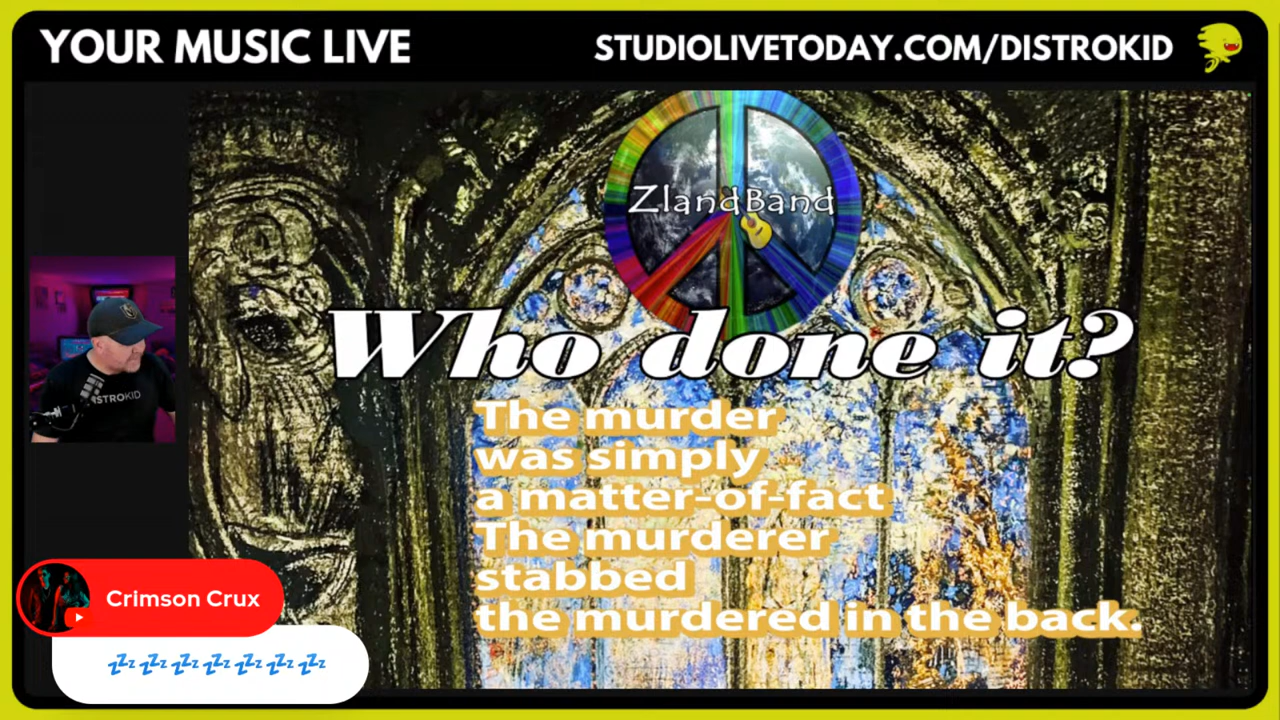 YOUR MUSIC LIVE
STUDIOLIVETODAY.COM/DISTROKID
ZlandBand
Who done it?
The murder
was simply
a matter-of-fact
The murderer
stabbed
the murdered in the back.
DISTROKID
Crimson Crux
💤💤💤💤💤💤💤